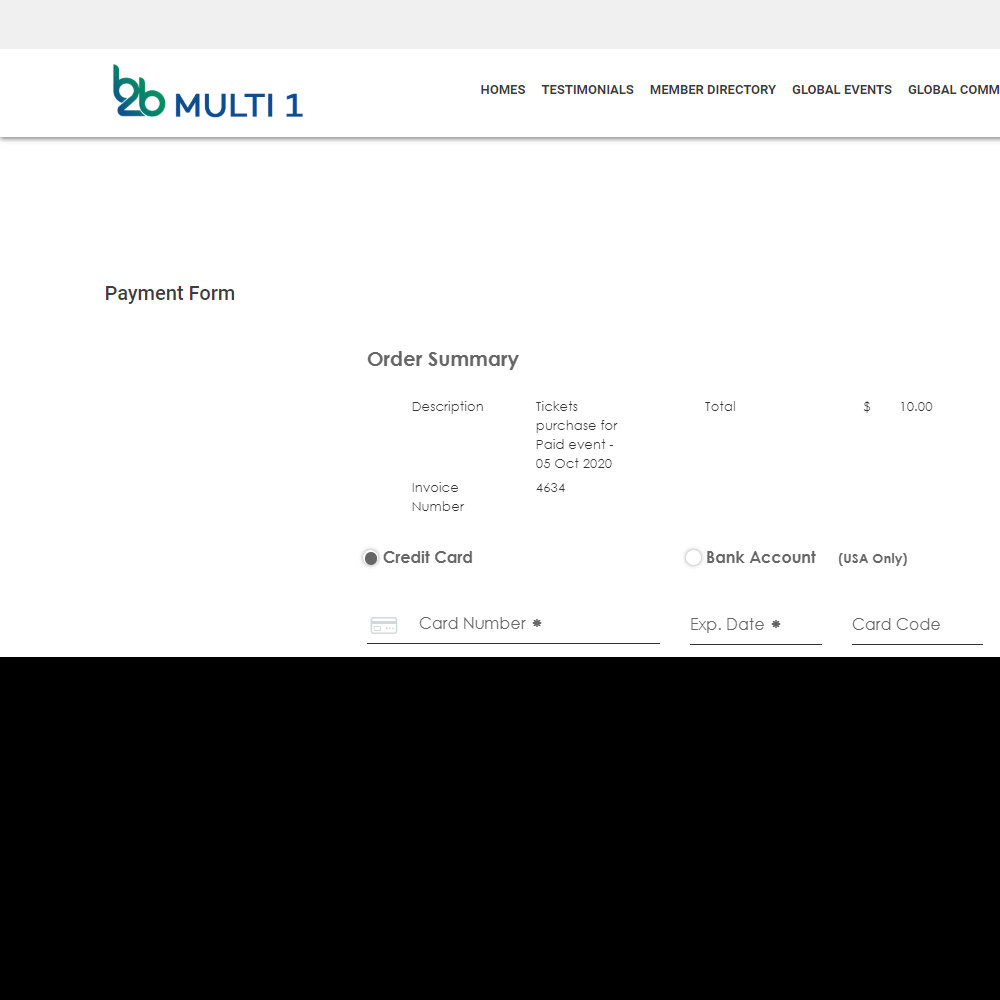 b2b MULTI 1
HOMES TESTIMONIALS MEMBER DIRECTORY GLOBAL EVENTS GLOBAL COMM
Payment Form
Order Summary
Description Tickets Total $ 10.00
purchase for
Paid event -
05 Oct 2020
Invoice 4634
Number
Credit Card Bank Account (USA Only)
Card Number * Exp. Date * Card Code